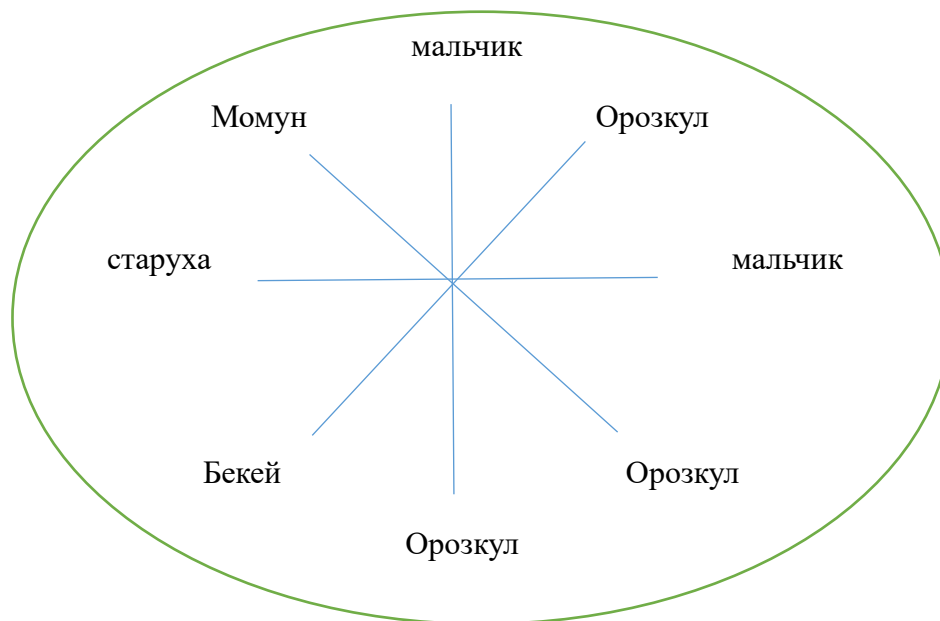 мальчик
Момун
Орозкул
старуха
мальчик
Бекей
Орозкул
Орозкул